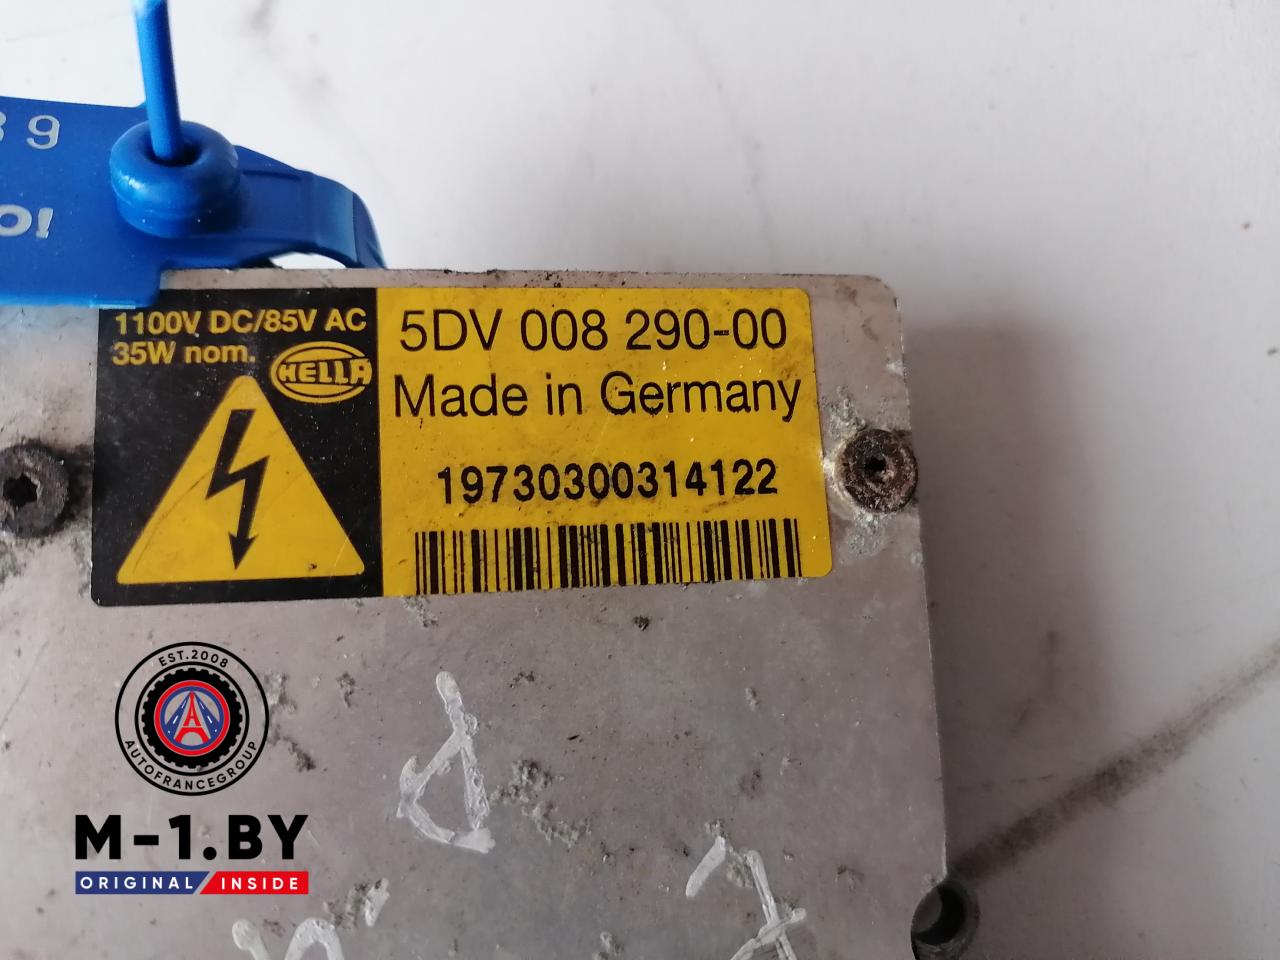 39
O!
1100V DC/85V AC
35W nom.
HELLA
5DV 008 290-00
Made in Germany
19730300314122
EST.2008
AUTOFRANCEGROUP
M-1.BY
ORIGINAL/INSIDE